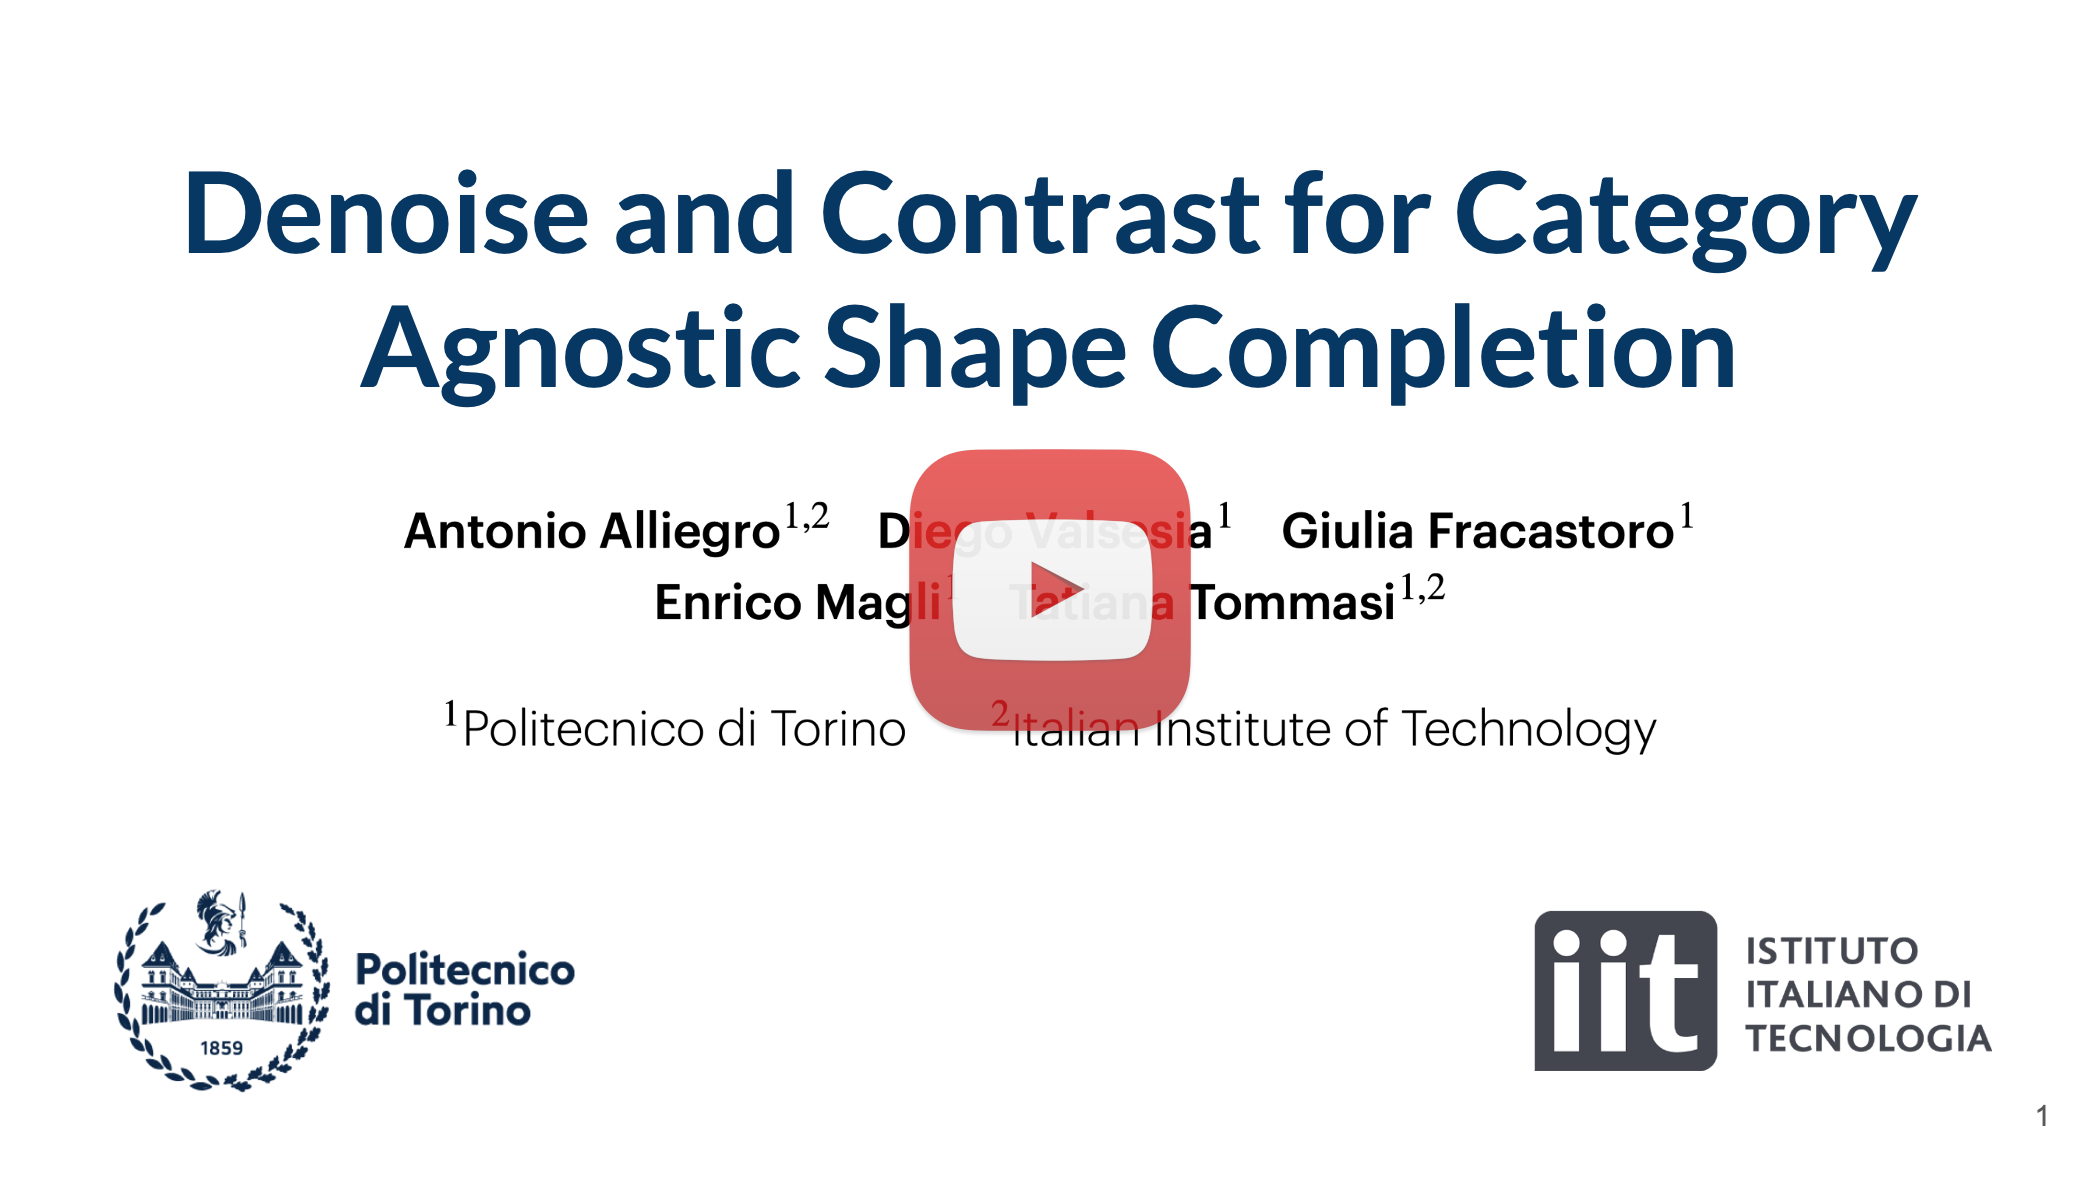 Denoise and Contrast for Category
Agnostic Shape Completion
Antonio Alliegro1,2 Diego Valsesia1 Giulia Fracastoro1
Enrico Magli1 Tatiana Tommasi1,2
1Politecnico di Torino 2Italian Institute of Technology
1859
Politecnico
di Torino
iit
ISTITUTO
ITALIANO DI
TECNOLOGIA
1